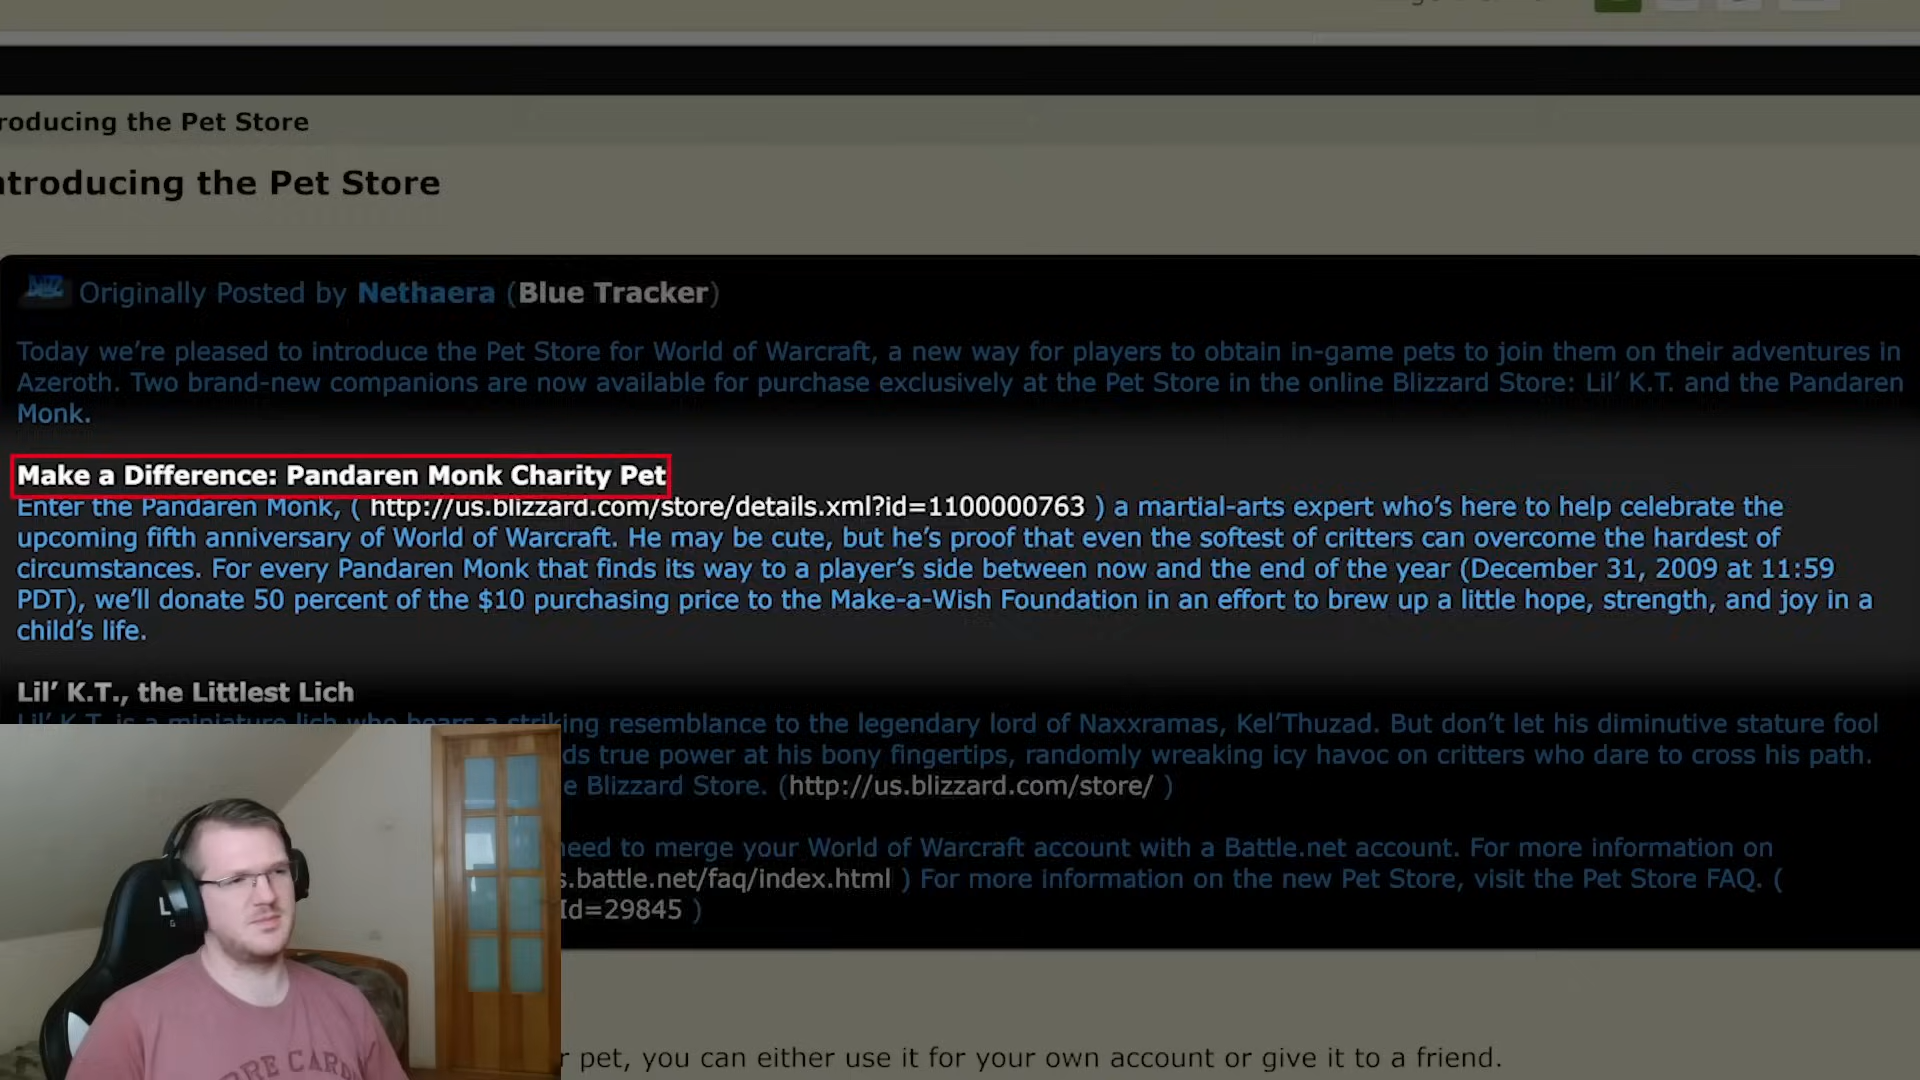 roducing the Pet Store
ntroducing the Pet Store
BLIZZ Originally Posted by Nethaera (Blue Tracker)
Today we’re pleased to introduce the Pet Store for World of Warcraft, a new way for players to obtain in-game pets to join them on their adventures in
Azeroth. Two brand-new companions are now available for purchase exclusively at the Pet Store in the online Blizzard Store: Lil’ K.T. and the Pandaren
Monk.
Make a Difference: Pandaren Monk Charity Pet
Enter the Pandaren Monk, ( http://us.blizzard.com/store/details.xml?id=1100000763 ) a martial-arts expert who’s here to help celebrate the
upcoming fifth anniversary of World of Warcraft. He may be cute, but he’s proof that even the softest of critters can overcome the hardest of
circumstances. For every Pandaren Monk that finds its way to a player’s side between now and the end of the year (December 31, 2009 at 11:59
PDT), we’ll donate 50 percent of the $10 purchasing price to the Make-a-Wish Foundation in an effort to brew up a little hope, strength, and joy in a
child’s life.
Lil’ K.T., the Littlest Lich
Lil’ K.T. is a miniature lich who bears a striking resemblance to the legendary lord of Naxxramas, Kel’Thuzad. But don’t let his diminutive stature fool
ds true power at his bony fingertips, randomly wreaking icy havoc on critters who dare to cross his path.
e Blizzard Store. (http://us.blizzard.com/store/ )
need to merge your World of Warcraft account with a Battle.net account. For more information on
s.battle.net/faq/index.html ) For more information on the new Pet Store, visit the Pet Store FAQ. (
Id=29845 )
r pet, you can either use it for your own account or give it to a friend.